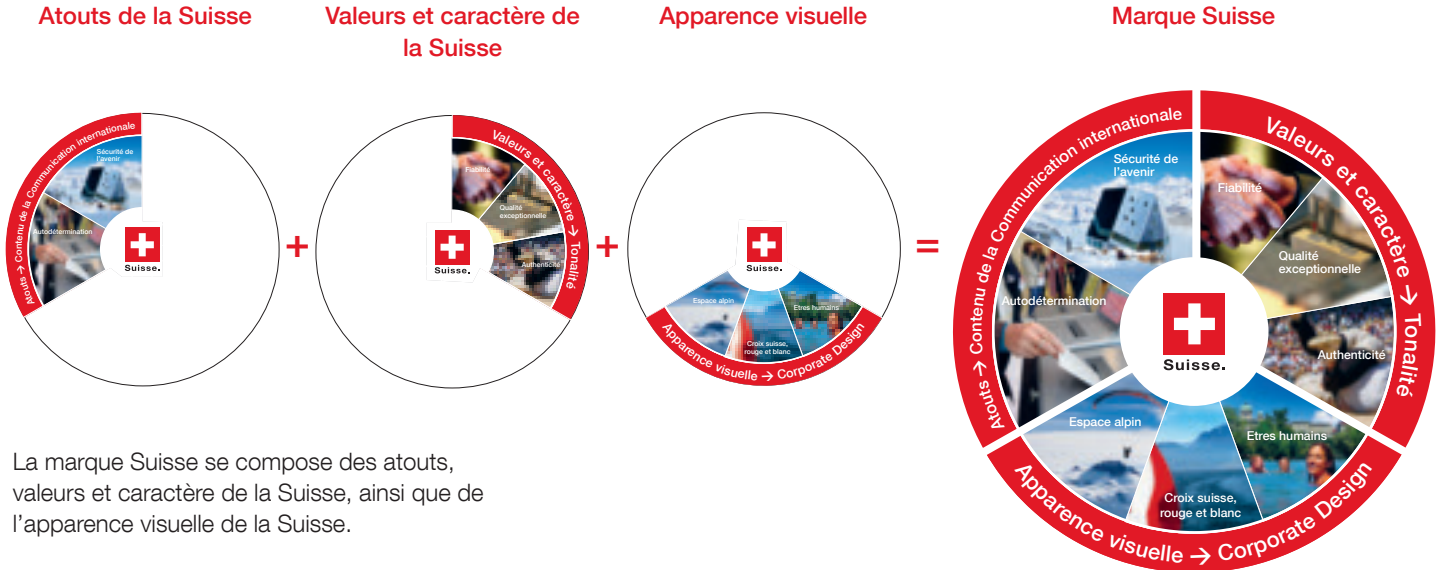 Atouts de la Suisse
Valeurs et caractère de
la Suisse
Apparence visuelle
Marque Suisse
Atouts → Contenu de la Communication internationale
Sécurité de
l'avenir
Autodétermination
Suisse.
+
Valeurs et caractère → Tonalité
Fiabilité
Qualité
exceptionnelle
Authenticité
Suisse.
+
Suisse.
Espace alpin
Croix suisse,
rouge et blanc
Etres humains
Apparence visuelle → Corporate Design
=
Atouts → Contenu de la Communication internationale
Valeurs et caractère → Tonalité
Sécurité de
l'avenir
Fiabilité
Qualité
exceptionnelle
Autodétermination
Authenticité
Suisse.
Espace alpin
Etres humains
Croix suisse,
rouge et blanc
Apparence visuelle → Corporate Design
La marque Suisse se compose des atouts,
valeurs et caractère de la Suisse, ainsi que de
l'apparence visuelle de la Suisse.